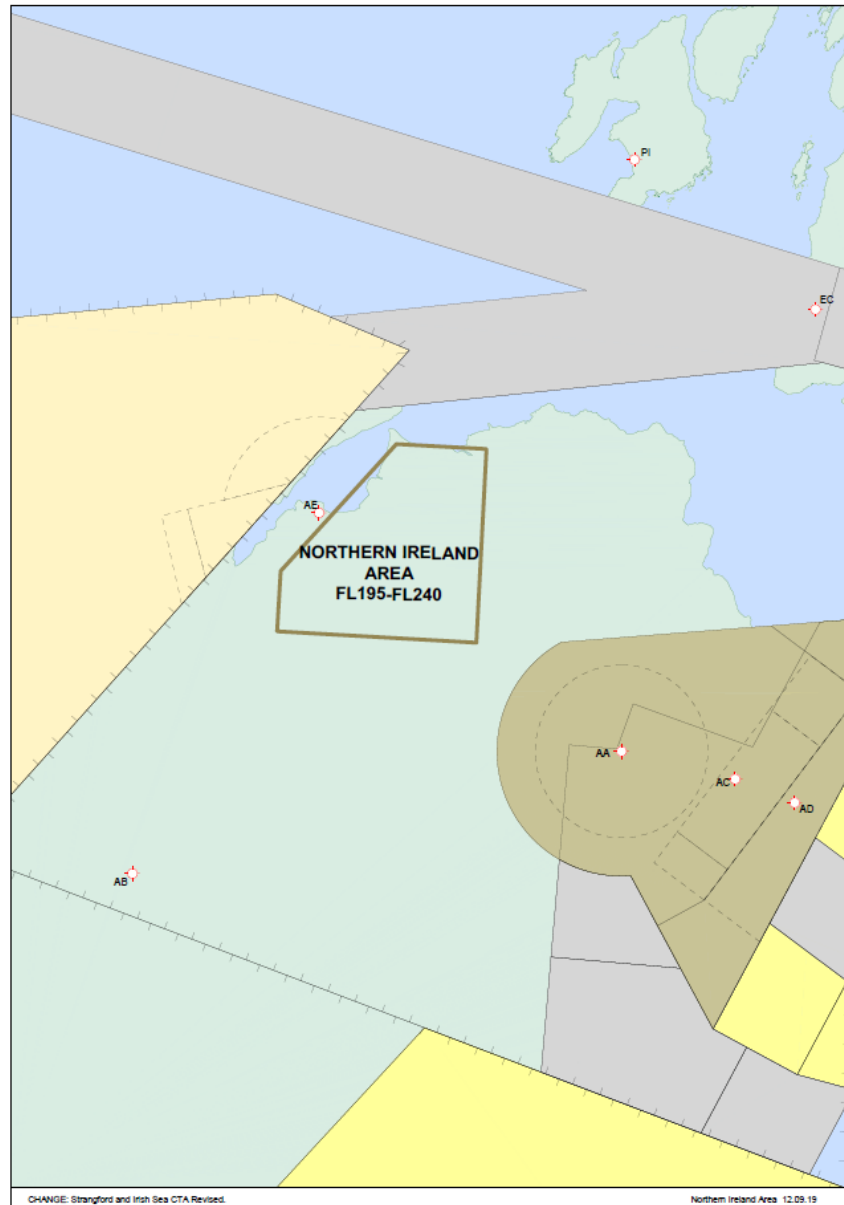 PI
EC
AE
NORTHERN IRELAND
AREA
FL195-FL240
AA
AC
AD
AB
CHANGE: Strangford and Irish Sea CTA Revised.
Northern Ireland Area 12.09.19